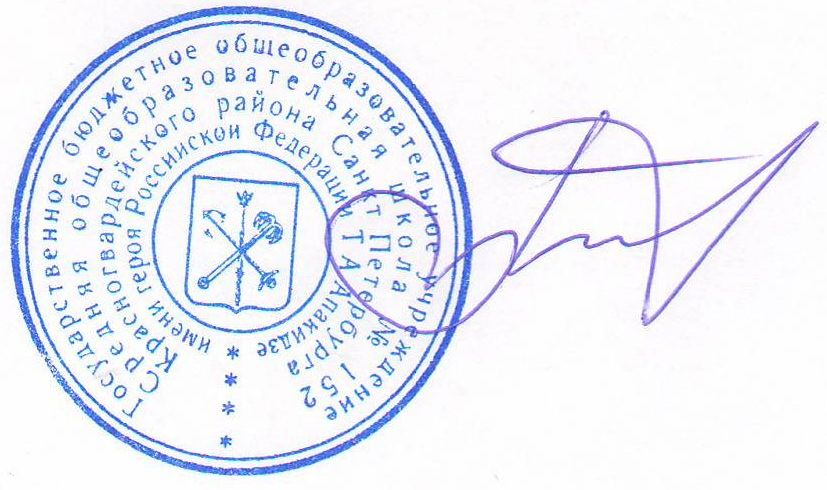 Государственное бюджетное общеобразовательное учреждение
Средняя общеобразовательная школа № 152
Красногвардейского района Санкт Петербурга
имени героя Российской Федерации Т А Апакидзе
* * * *